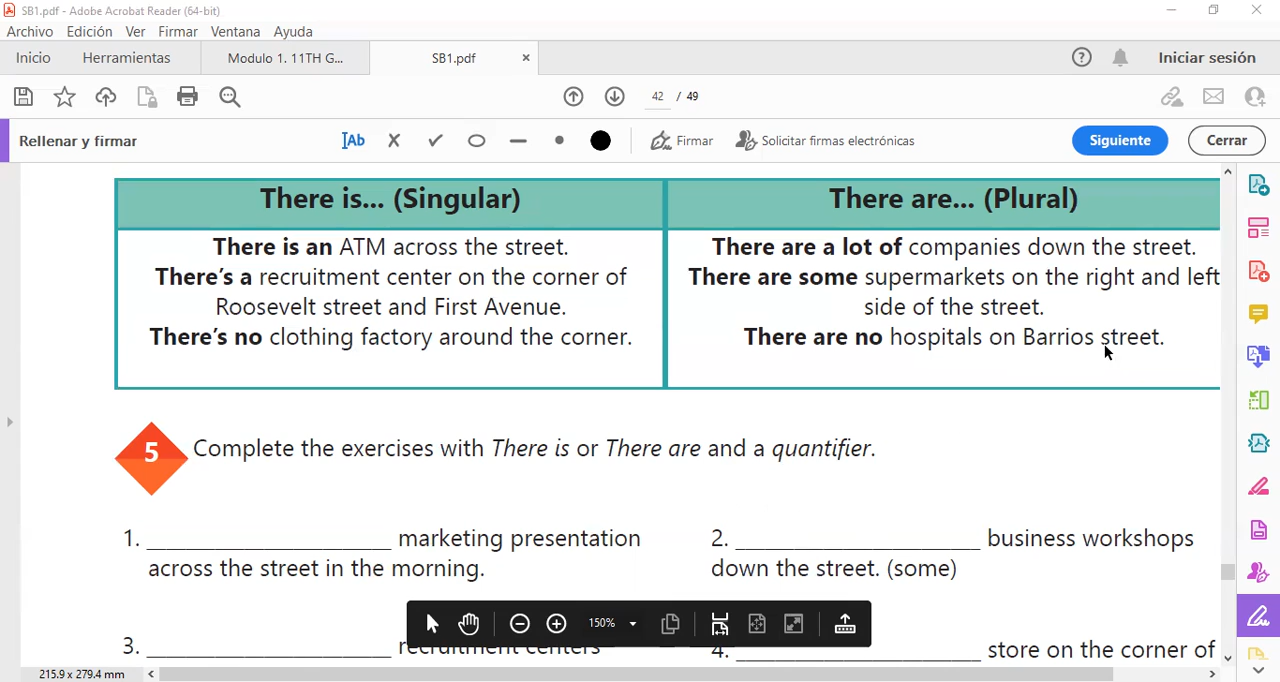 SB1.pdf - Adobe Acrobat Reader (64-bit)
Archivo Edición Ver Firmar Ventana Ayuda
Inicio Herramientas Modulo 1. 11TH G... SB1.pdf × Iniciar sesión
42 / 49
Rellenar y firmar Ab Firmar Solicitar firmas electrónicas Siguiente Cerrar
There is... (Singular)
There is an ATM across the street.
There's a recruitment center on the corner of
Roosevelt street and First Avenue.
There's no clothing factory around the corner.
There are... (Plural)
There are a lot of companies down the street.
There are some supermarkets on the right and left
side of the street.
There are no hospitals on Barrios street.
5 Complete the exercises with There is or There are and a quantifier.
1. ______________________ marketing presentation
across the street in the morning.
2. ______________________ business workshops
down the street. (some)
3. ______________________ recruitment centers
4. ______________________ store on the corner of
150%
215.9 x 279.4 mm